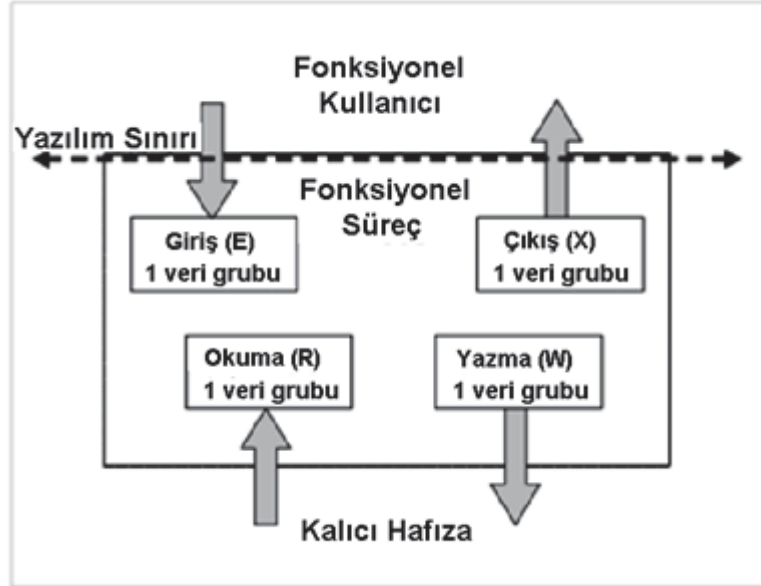 Fonksiyonel
Kullanıcı
Yazılım Sınırı
Fonksiyonel
Süreç
Giriş (E)
1 veri grubu
Çıkış (X)
1 veri grubu
Okuma (R)
1 veri grubu
Yazma (W)
1 veri grubu
Kalıcı Hafıza